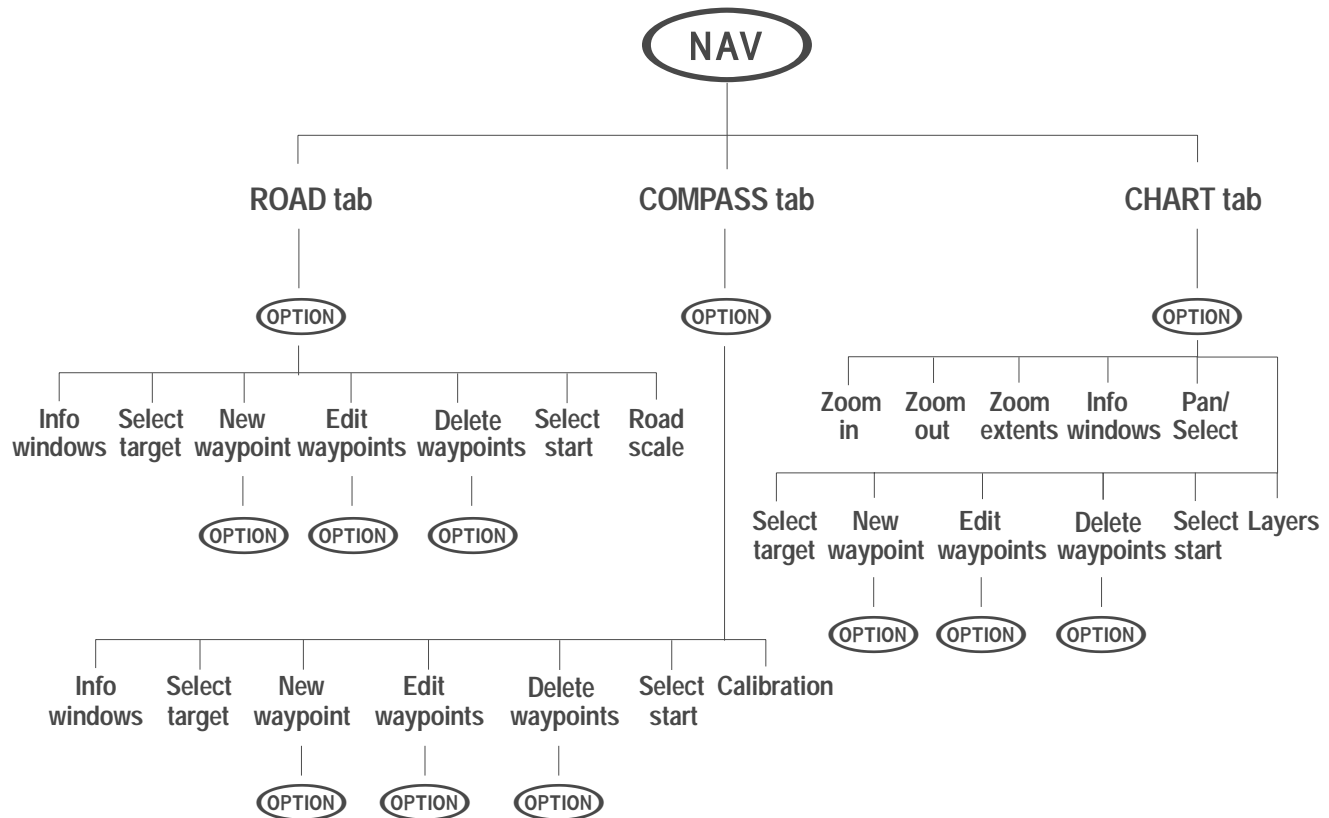 NAV
ROAD tab
COMPASS tab
CHART tab
OPTION
OPTION
OPTION
Info
windows
Select
target
New
waypoint
Edit
waypoints
Delete
waypoints
Select
start
Road
scale
OPTION
OPTION
OPTION
Zoom
in
Zoom
out
Zoom
extents
Info
windows
Pan/
Select
Select
target
New
waypoint
Edit
waypoints
Delete
waypoints
Select
start
Layers
OPTION
OPTION
OPTION
Info
windows
Select
target
New
waypoint
Edit
waypoints
Delete
waypoints
Select
start
Calibration
OPTION
OPTION
OPTION